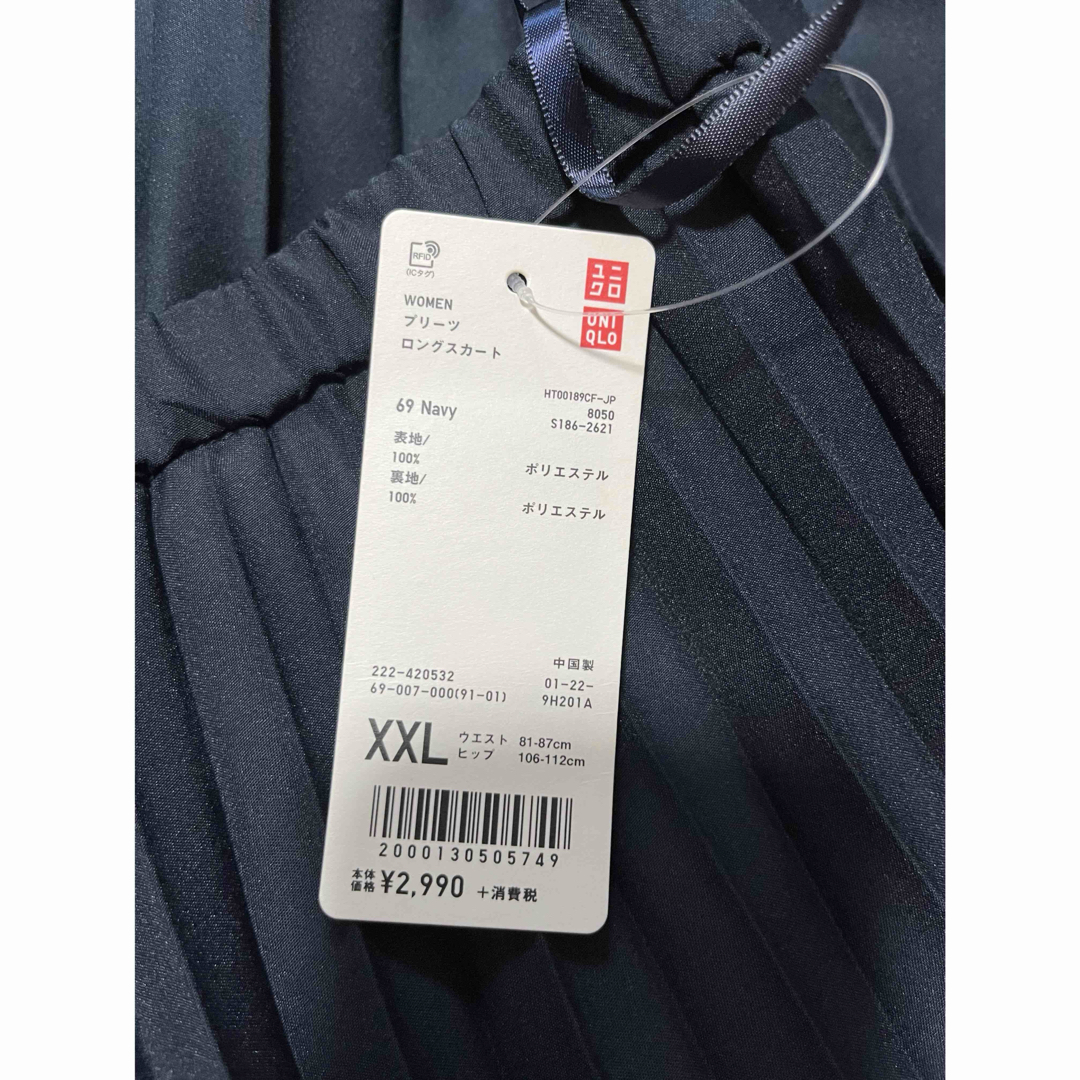 RFID
(ICタグ)
ユニ
クロ
UNI
QLO
WOMEN
プリーツ
ロングスカート
69 Navy
HT00189CF-JP
8050
S186-2621
表地/
100%
ポリエステル
裏地/
100%
ポリエステル
222-420532
69-007-000(91-01)
中国製
01-22-
9H201A
XXL
ウエスト 81-87cm
ヒップ 106-112cm
2000130505749
本体
価格 ¥2,990 +消費税